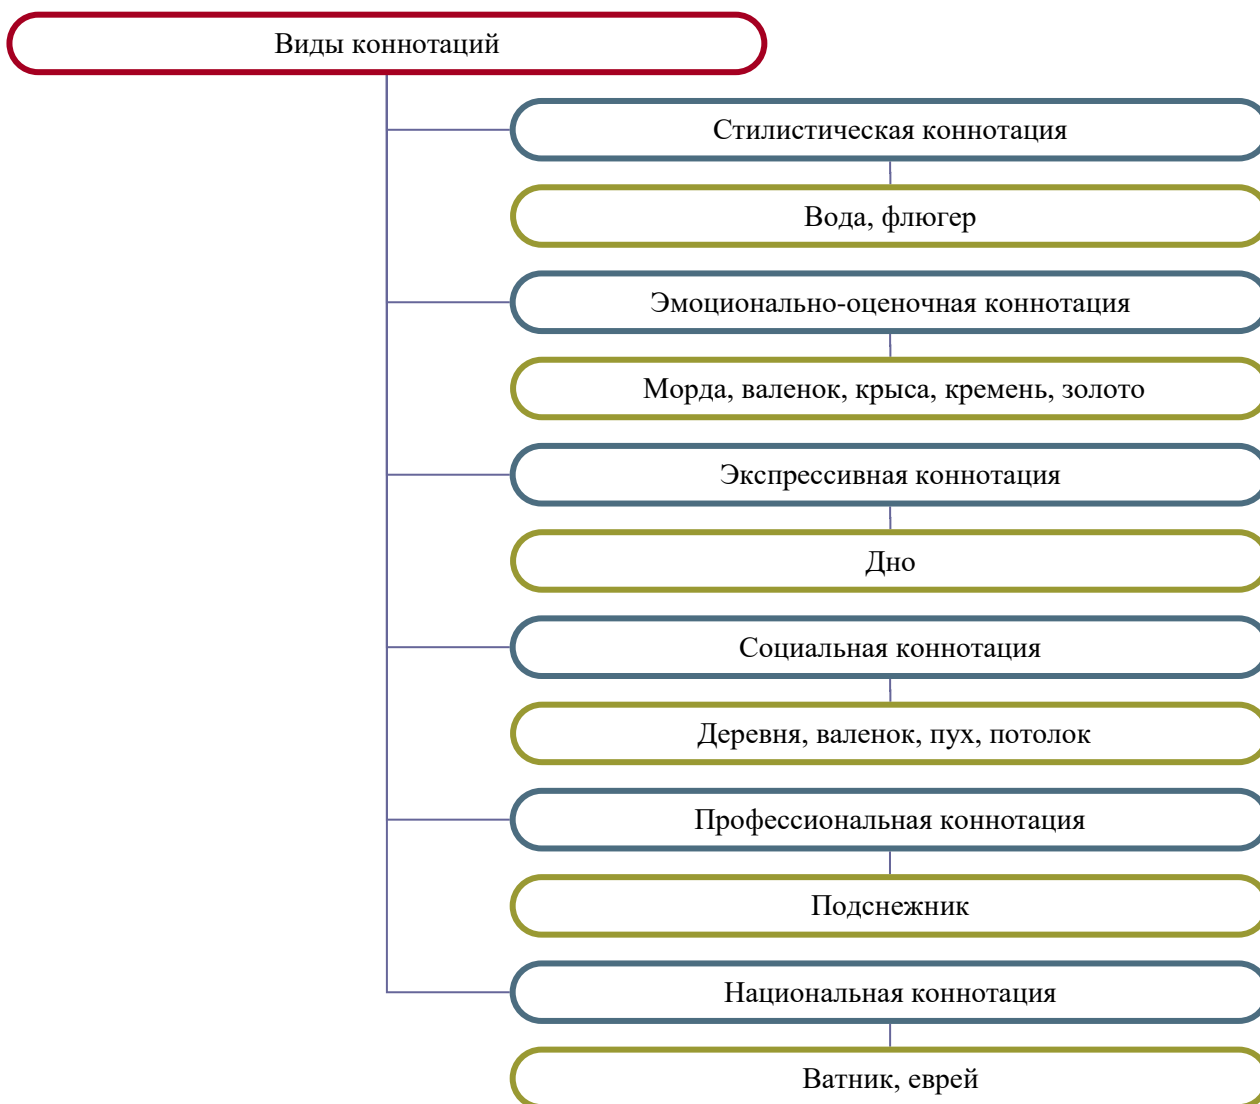 Виды коннотаций
Стилистическая коннотация
Вода, флюгер
Эмоционально-оценочная коннотация
Морда, валенок, крыса, кремень, золото
Экспрессивная коннотация
Дно
Социальная коннотация
Деревня, валенок, пух, потолок
Профессиональная коннотация
Подснежник
Национальная коннотация
Ватник, еврей